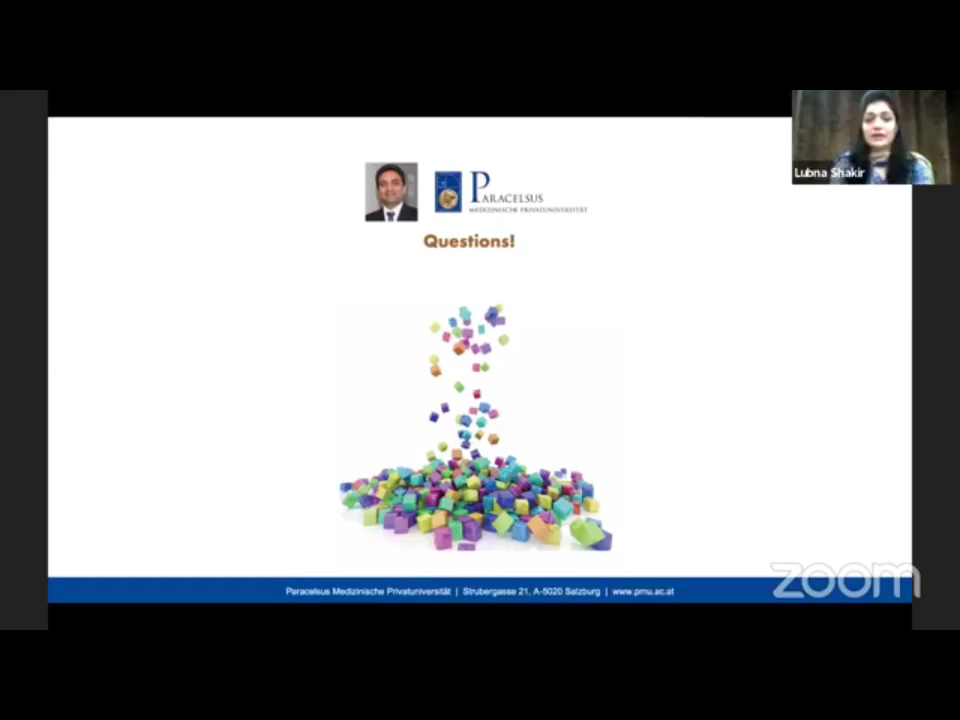 Lubna Shakir
PARACELSUS
MEDIZINISCHE PRIVATUNIVERSITÄT
Questions!
Paracelsus Medizinische Privatuniversität | Strubergasse 21, A-5020 Salzburg | www.pmu.ac.at
zoom